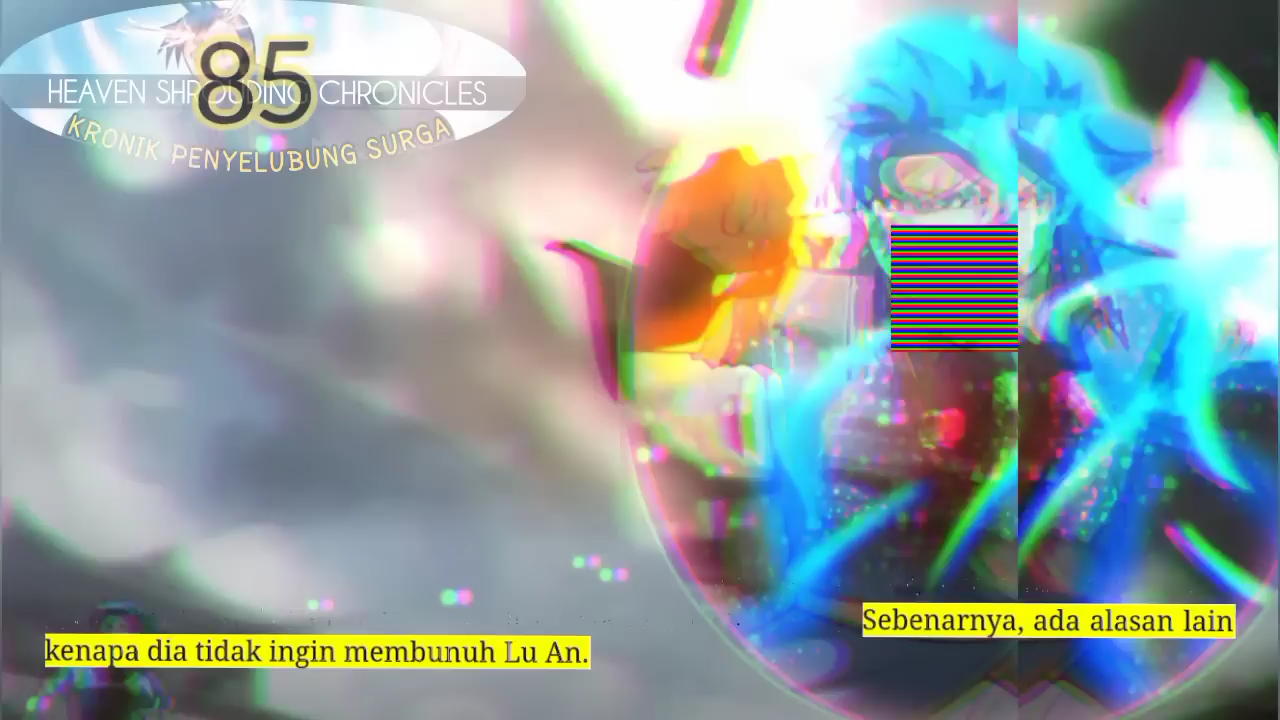 85
HEAVEN SHROUDING CHRONICLES
KRONIK PENYELUBUNG SURGA
Sebenarnya, ada alasan lain
kenapa dia tidak ingin membunuh Lu An.